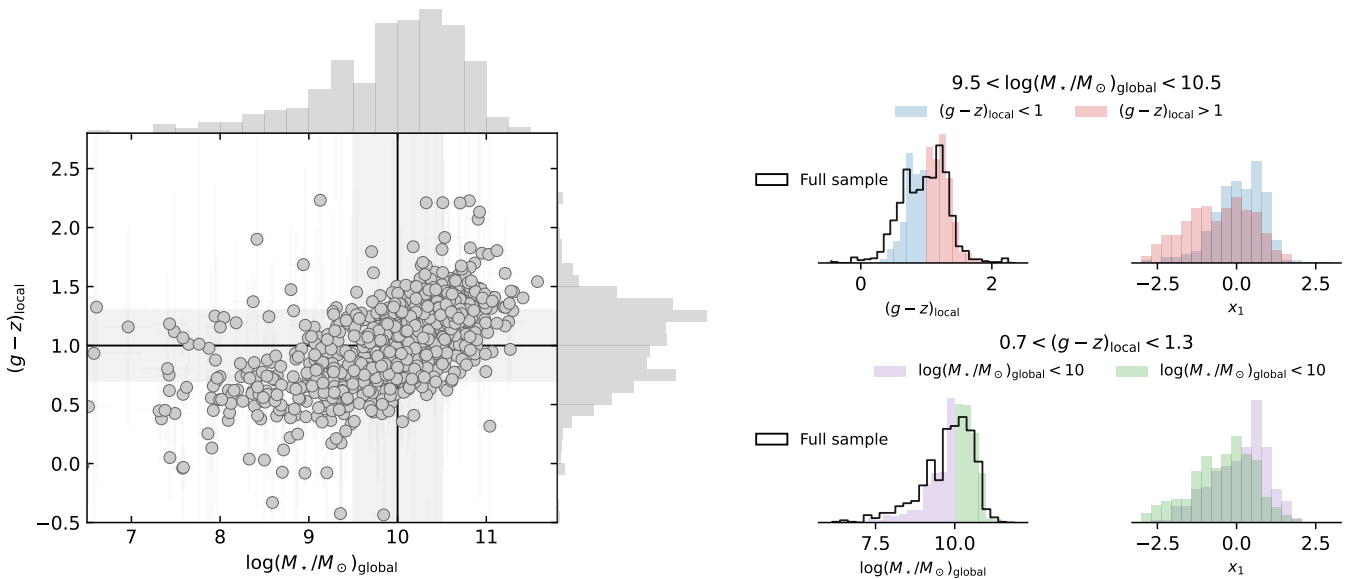 2.5
2.0
1.5
1.0
0.5
0.0
−0.5
(g − z)local
7 8 9 10 11
log(M⋆/M⊙)global
9.5 < log(M⋆/M⊙)global < 10.5
(g − z)local < 1 (g − z)local > 1
Full sample
0 2
(g − z)local
−2.5 0.0 2.5
x1
0.7 < (g − z)local < 1.3
log(M⋆/M⊙)global < 10 log(M⋆/M⊙)global < 10
Full sample
7.5 10.0
log(M⋆/M⊙)global
−2.5 0.0 2.5
x1